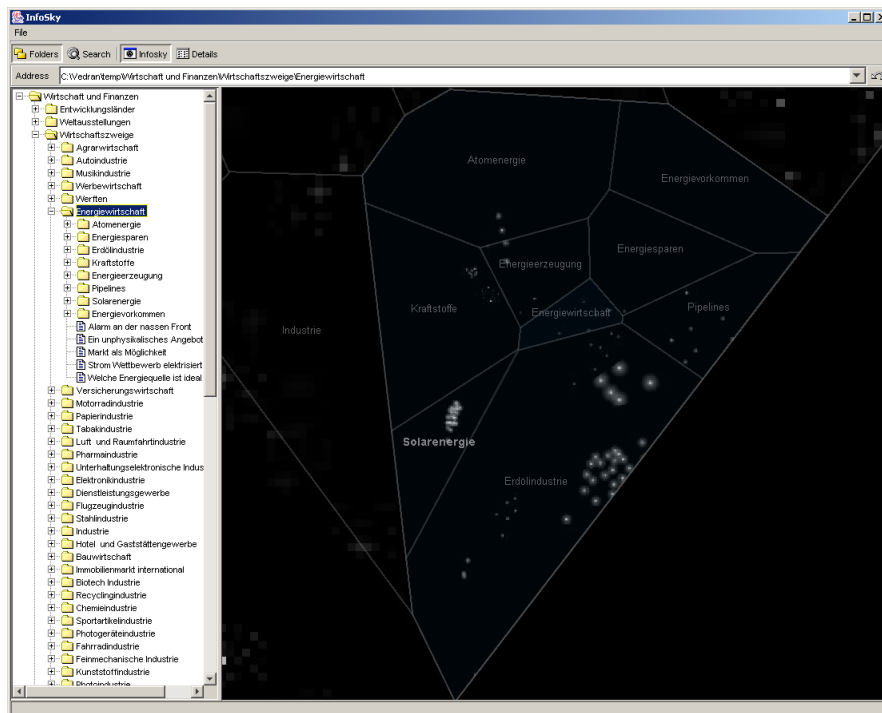 InfoSky
File
Folders Search Infosky Details
Address C:\Vedran\temp\Wirtschaft und Finanzen\Wirtschaftszweige\Energiewirtschaft
Wirtschaft und Finanzen
Entwicklungsländer
Weltausstellungen
Wirtschaftszweige
Agrarwirtschaft
Autoindustrie
Musikindustrie
Werbewirtschaft
Werften
Energiewirtschaft
Atomenergie
Energiesparen
Erdölindustrie
Kraftstoffe
Energieerzeugung
Pipelines
Solarenergie
Energievorkommen
Alarm an der nassen Front
Ein unphysikalisches Angebot
Markt als Möglichkeit
Strom Wettbewerb elektrisiert
Welche Energiequelle ist ideal
Versicherungswirtschaft
Motorradindustrie
Papierindustrie
Tabakindustrie
Luft und Raumfahrtindustrie
Pharmaindustrie
Unterhaltungselektronische Indus
Elektronikindustrie
Dienstleistungsgewerbe
Flugzeugindustrie
Stahlindustrie
Industrie
Hotel und Gaststättengewerbe
Bauwirtschaft
Immobilienmarkt international
Biotech Industrie
Recyclingindustrie
Chemieindustrie
Sportartikelindustrie
Photogeräteindustrie
Fahrradindustrie
Feinmechanische Industrie
Kunststoffindustrie
Photoindustrie
Atomenergie
Energievorkommen
Energiesparen
Energieerzeugung
Kraftstoffe
Energiewirtschaft
Pipelines
Industrie
Solarenergie
Erdölindustrie